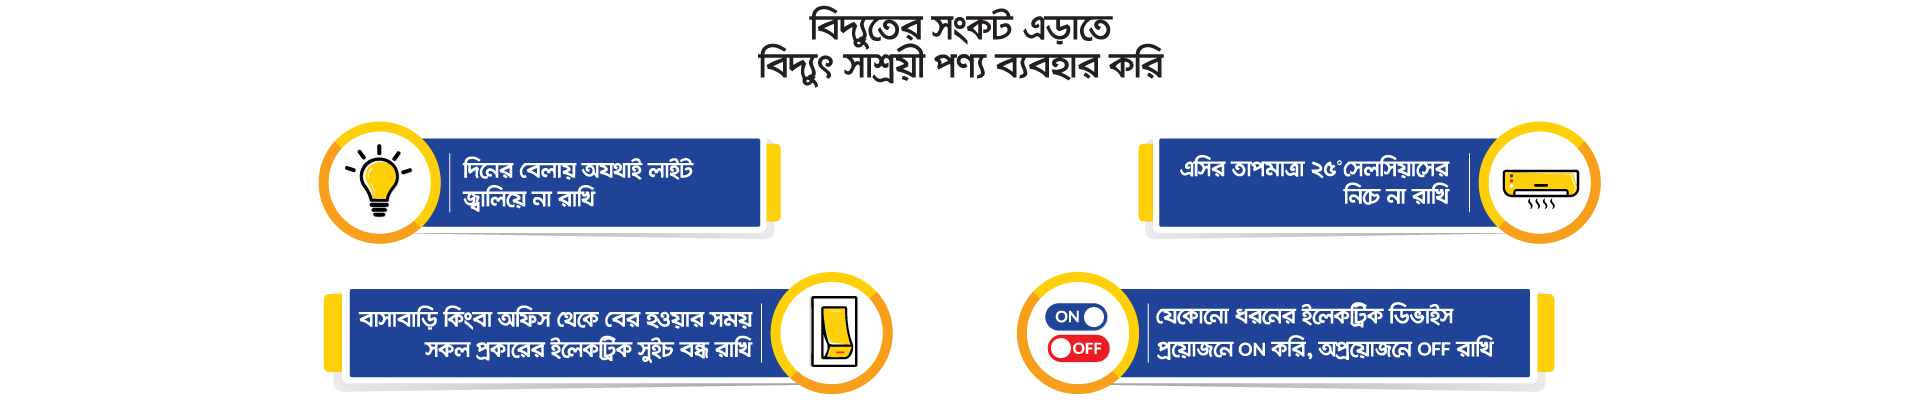 বিদ্যুতের সংকট এড়াতে
বিদ্যুৎ সাশ্রয়ী পণ্য ব্যবহার করি
দিনের বেলায় অযথাই লাইট
জ্বালিয়ে না রাখি
এসির তাপমাত্রা ২৫°সেলসিয়াসের
নিচে না রাখি
বাসাবাড়ি কিংবা অফিস থেকে বের হওয়ার সময়
সকল প্রকারের ইলেকট্রিক সুইচ বন্ধ রাখি
ON
OFF
যেকোনো ধরনের ইলেকট্রিক ডিভাইস
প্রয়োজনে ON করি, অপ্রয়োজনে OFF রাখি